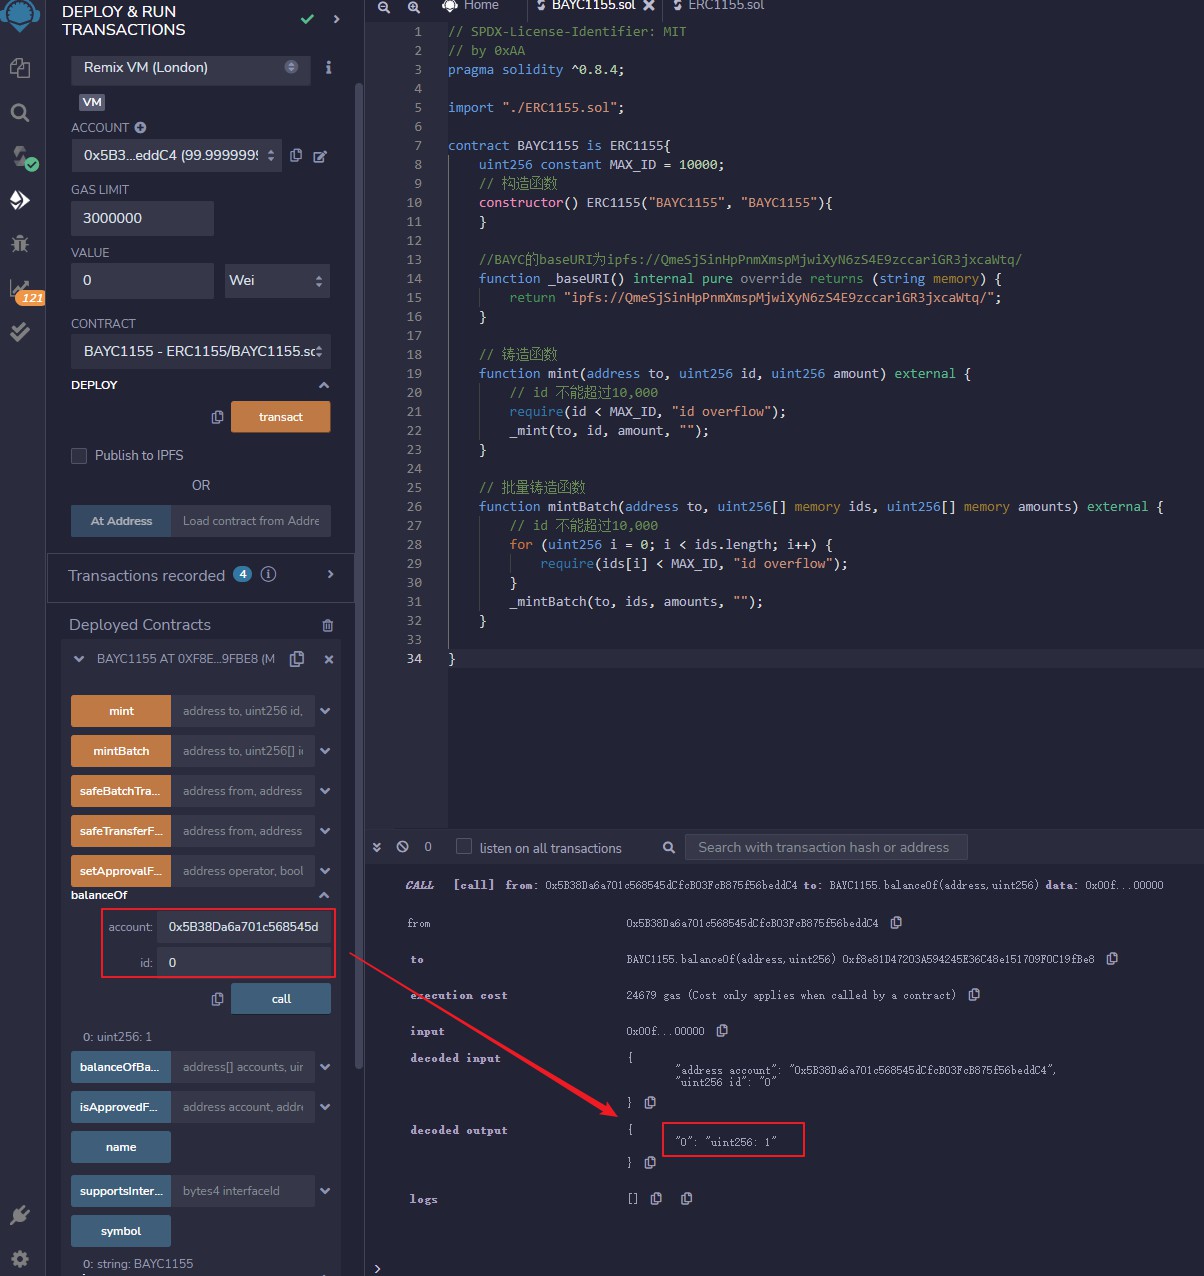 DEPLOY & RUN
TRANSACTIONS
Remix VM (London)
VM
ACCOUNT
0x5B3...eddC4 (99.9999999
GAS LIMIT
3000000
VALUE
0
Wei
CONTRACT
BAYC1155 - ERC1155/BAYC1155.sc
DEPLOY
transact
Publish to IPFS
OR
At Address
Load contract from Addre
Transactions recorded 4
Deployed Contracts
BAYC1155 AT 0XF8E...9FBE8 (M
mint
address to, uint256 id,
mintBatch
address to, uint256[] i
safeBatchTra...
address from, address
safeTransferF...
address from, address
setApprovalF...
address operator, bool
balanceOf
account:
0x5B38Da6a701c568545d
id:
0
call
0: uint256: 1
balanceOfBa...
address[] accounts, uin
isApprovedF...
address account, addre
name
supportsInter...
bytes4 interfaceId
symbol
0: string: BAYC1155
121
Home
BAYC1155.sol
ERC1155.sol
1 // SPDX-License-Identifier: MIT
2 // by 0xAA
3 pragma solidity ^0.8.4;
4
5 import "./ERC1155.sol";
6
7 contract BAYC1155 is ERC1155{
8 uint256 constant MAX_ID = 10000;
9 // 构造函数
10 constructor() ERC1155("BAYC1155", "BAYC1155"){
11 }
12
13 //BAYC的baseURI为ipfs://QmeSjSinHpPnmXmspMjwiXyN6zS4E9zccariGR3jxcaWtq/
14 function _baseURI() internal pure override returns (string memory) {
15 return "ipfs://QmeSjSinHpPnmXmspMjwiXyN6zS4E9zccariGR3jxcaWtq/";
16 }
17
18 // 铸造函数
19 function mint(address to, uint256 id, uint256 amount) external {
20 // id 不能超过10,000
21 require(id < MAX_ID, "id overflow");
22 _mint(to, id, amount, "");
23 }
24
25 // 批量铸造函数
26 function mintBatch(address to, uint256[] memory ids, uint256[] memory amounts) external {
27 // id 不能超过10,000
28 for (uint256 i = 0; i < ids.length; i++) {
29 require(ids[i] < MAX_ID, "id overflow");
30 }
31 _mintBatch(to, ids, amounts, "");
32 }
33
34 }
0
listen on all transactions
Search with transaction hash or address
CALL [call] from: 0x5B38Da6a701c568545dCfcB03FcB875f56beddC4 to: BAYC1155.balanceOf(address,uint256) data: 0x00f...00000
from 0x5B38Da6a701c568545dCfcB03FcB875f56beddC4
to BAYC1155.balanceOf(address,uint256) 0xf8e81D47203A594245E36C48e151709F0C19fBe8
execution cost 24679 gas (Cost only applies when called by a contract)
input 0x00f...00000
decoded input {
"address account": "0x5B38Da6a701c568545dCfcB03FcB875f56beddC4",
"uint256 id": "0"
}
decoded output {
"0": "uint256: 1"
}
logs []
>